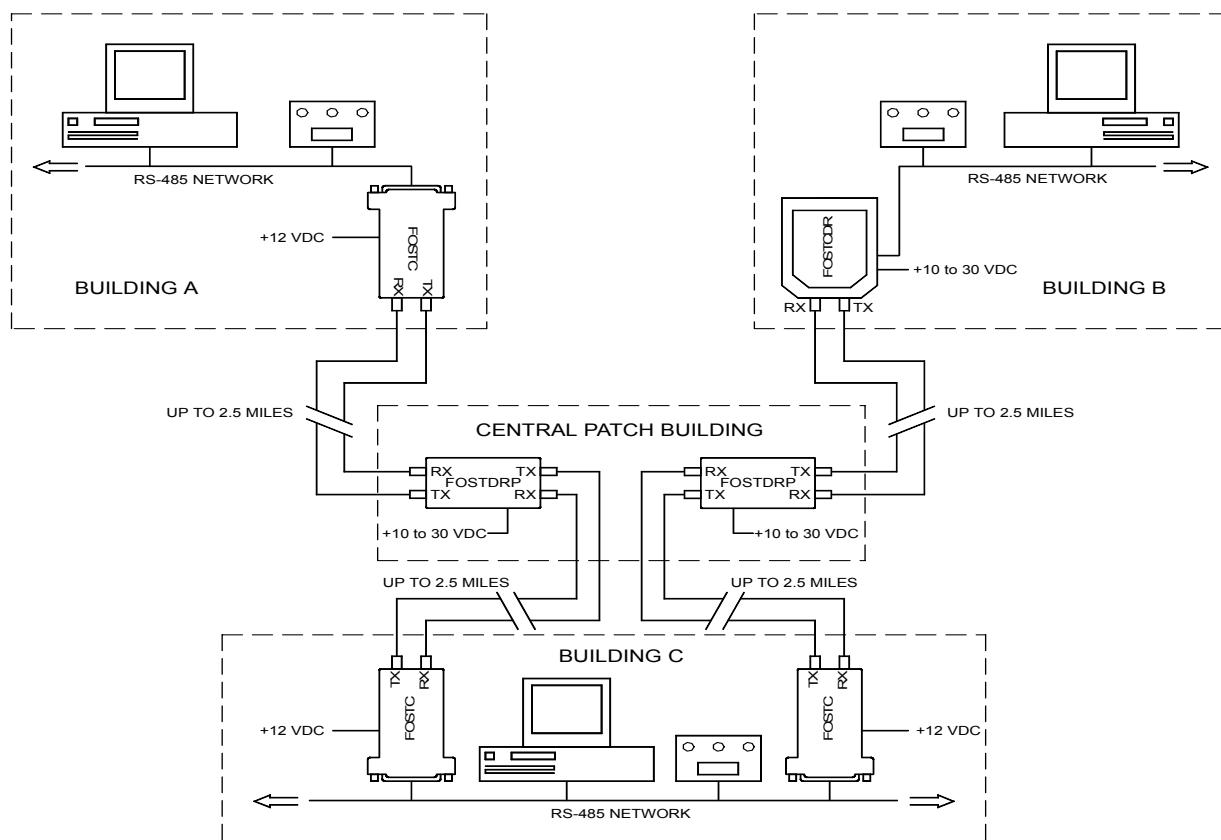 RS-485 NETWORK
+12 VDC
FOSTC
RX
TX
BUILDING A
RS-485 NETWORK
FOSTCDR
+10 to 30 VDC
RX
TX
BUILDING B
UP TO 2.5 MILES
UP TO 2.5 MILES
CENTRAL PATCH BUILDING
RX
TX
FOSTDRP
TX
RX
+10 to 30 VDC
RX
TX
FOSTDRP
TX
RX
+10 to 30 VDC
UP TO 2.5 MILES
UP TO 2.5 MILES
BUILDING C
TX
RX
FOSTC
+12 VDC
TX
RX
FOSTC
+12 VDC
RS-485 NETWORK